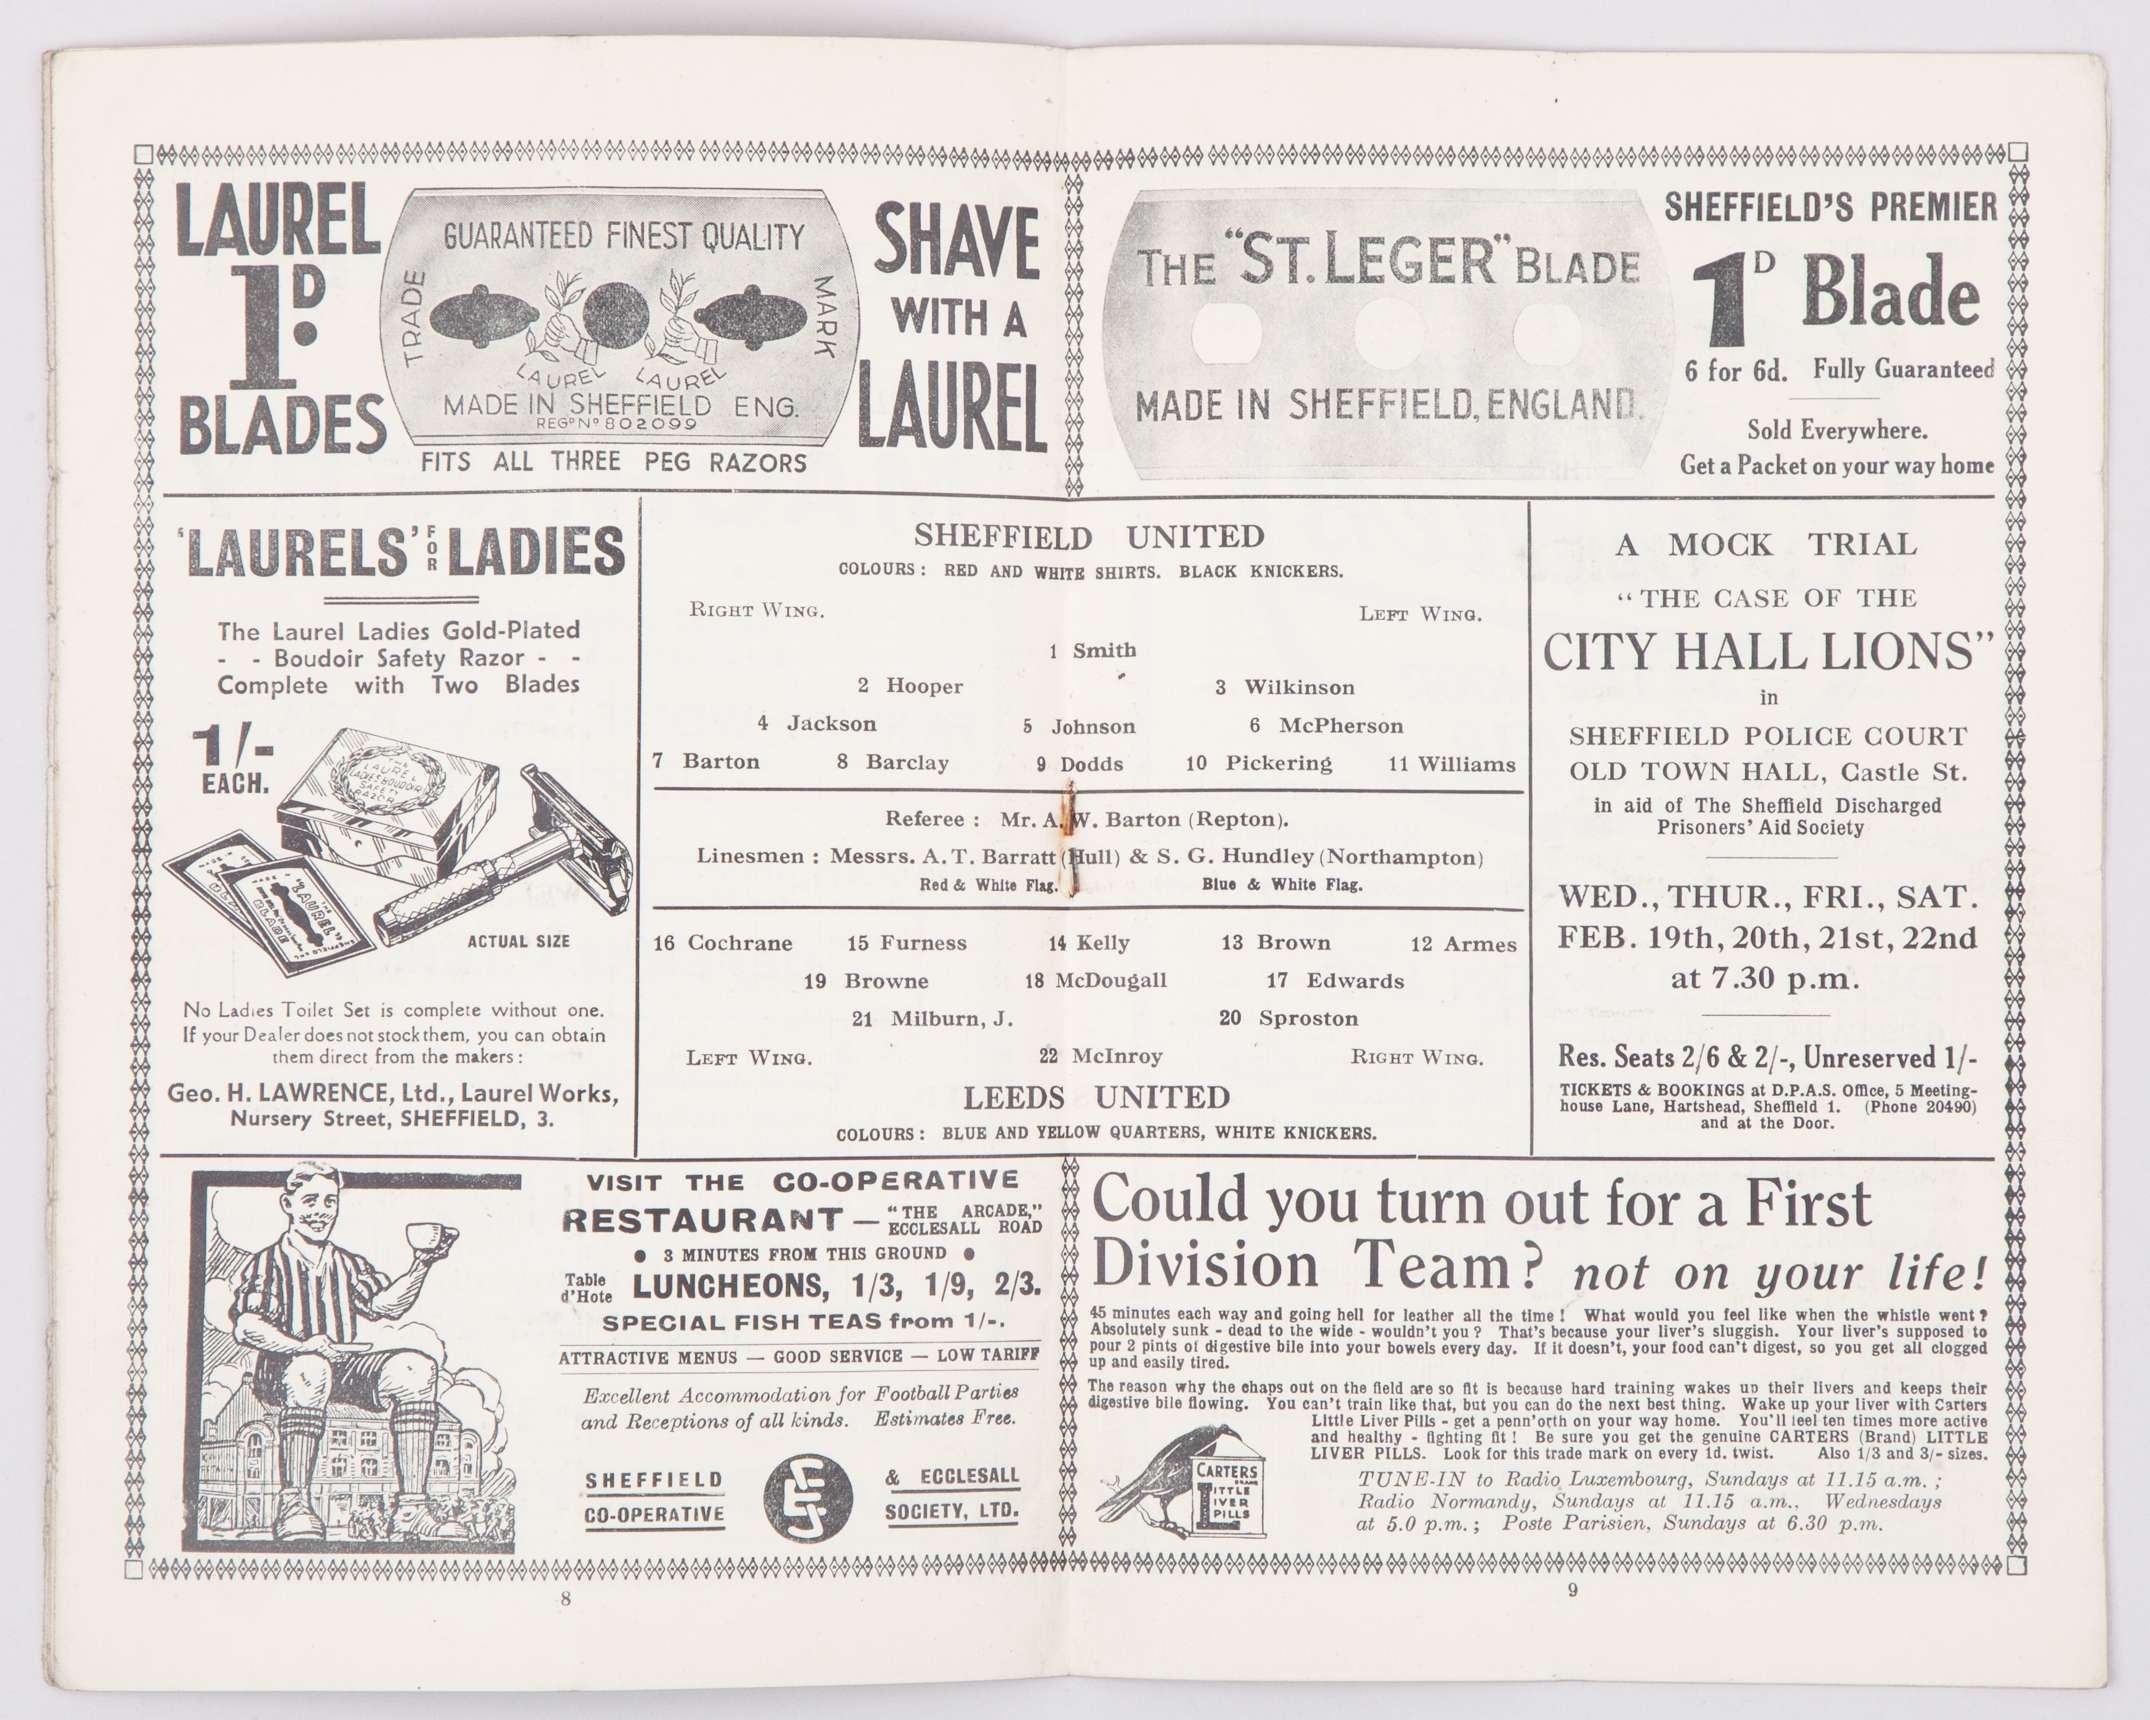 LAUREL
1D.
BLADES
GUARANTEED FINEST QUALITY
TRADE MARK
LAUREL LAUREL
MADE IN SHEFFIELD ENG.
REGD No 802099
FITS ALL THREE PEG RAZORS
SHAVE
WITH A
LAUREL
THE "ST. LEGER" BLADE
MADE IN SHEFFIELD, ENGLAND.
SHEFFIELD'S PREMIER
1D Blade
6 for 6d. Fully Guaranteed
Sold Everywhere.
Get a Packet on your way home
'LAURELS' FOR LADIES
The Laurel Ladies Gold-Plated
- - Boudoir Safety Razor - -
Complete with Two Blades
1/-
EACH.
THE
LAUREL
LADIES BOUDOIR
SAFETY
RAZOR
THE
"LAUREL"
BLADE
ACTUAL SIZE
No Ladies Toilet Set is complete without one.
If your Dealer does not stock them, you can obtain
them direct from the makers:
Geo. H. LAWRENCE, Ltd., Laurel Works,
Nursery Street, SHEFFIELD, 3.
SHEFFIELD UNITED
COLOURS: RED AND WHITE SHIRTS. BLACK KNICKERS.
RIGHT WING. LEFT WING.
1 Smith
2 Hooper 3 Wilkinson
4 Jackson 5 Johnson 6 McPherson
7 Barton 8 Barclay 9 Dodds 10 Pickering 11 Williams
Referee: Mr. A. W. Barton (Repton).
Linesmen: Messrs. A. T. Barratt (Hull) & S. G. Hundley (Northampton)
Red & White Flag. Blue & White Flag.
16 Cochrane 15 Furness 14 Kelly 13 Brown 12 Armes
19 Browne 18 McDougall 17 Edwards
21 Milburn, J. 20 Sproston
LEFT WING. 22 McInroy RIGHT WING.
LEEDS UNITED
COLOURS: BLUE AND YELLOW QUARTERS, WHITE KNICKERS.
A MOCK TRIAL
"THE CASE OF THE
CITY HALL LIONS"
in
SHEFFIELD POLICE COURT
OLD TOWN HALL, Castle St.
in aid of The Sheffield Discharged
Prisoners' Aid Society
WED., THUR., FRI., SAT.
FEB. 19th, 20th, 21st, 22nd
at 7.30 p.m.
Res. Seats 2/6 & 2/-, Unreserved 1/-
TICKETS & BOOKINGS at D.P.A.S. Office, 5 Meeting-
house Lane, Hartshead, Sheffield 1. (Phone 20490)
and at the Door.
VISIT THE CO-OPERATIVE
RESTAURANT — "THE ARCADE,"
ECCLESALL ROAD
● 3 MINUTES FROM THIS GROUND ●
Table d'Hote LUNCHEONS, 1/3, 1/9, 2/3.
SPECIAL FISH TEAS from 1/-.
ATTRACTIVE MENUS — GOOD SERVICE — LOW TARIFF
Excellent Accommodation for Football Parties
and Receptions of all kinds. Estimates Free.
SHEFFIELD & ECCLESALL
CO-OPERATIVE SOCIETY, LTD.
Could you turn out for a First
Division Team? not on your life!
45 minutes each way and going hell for leather all the time! What would you feel like when the whistle went?
Absolutely sunk - dead to the wide - wouldn't you? That's because your liver's sluggish. Your liver's supposed to
pour 2 pints of digestive bile into your bowels every day. If it doesn't, your food can't digest, so you get all clogged
up and easily tired.
The reason why the chaps out on the field are so fit is because hard training wakes up their livers and keeps their
digestive bile flowing. You can't train like that, but you can do the next best thing. Wake up your liver with Carters
Little Liver Pills - get a penn'orth on your way home. You'll feel ten times more active
and healthy - fighting fit! Be sure you get the genuine CARTERS (Brand) LITTLE
LIVER PILLS. Look for this trade mark on every 1d. twist. Also 1/3 and 3/- sizes.
CARTERS
LITTLE
LIVER
PILLS
TUNE-IN to Radio Luxembourg, Sundays at 11.15 a.m.;
Radio Normandy, Sundays at 11.15 a.m., Wednesdays
at 5.0 p.m.; Poste Parisien, Sundays at 6.30 p.m.
8
9